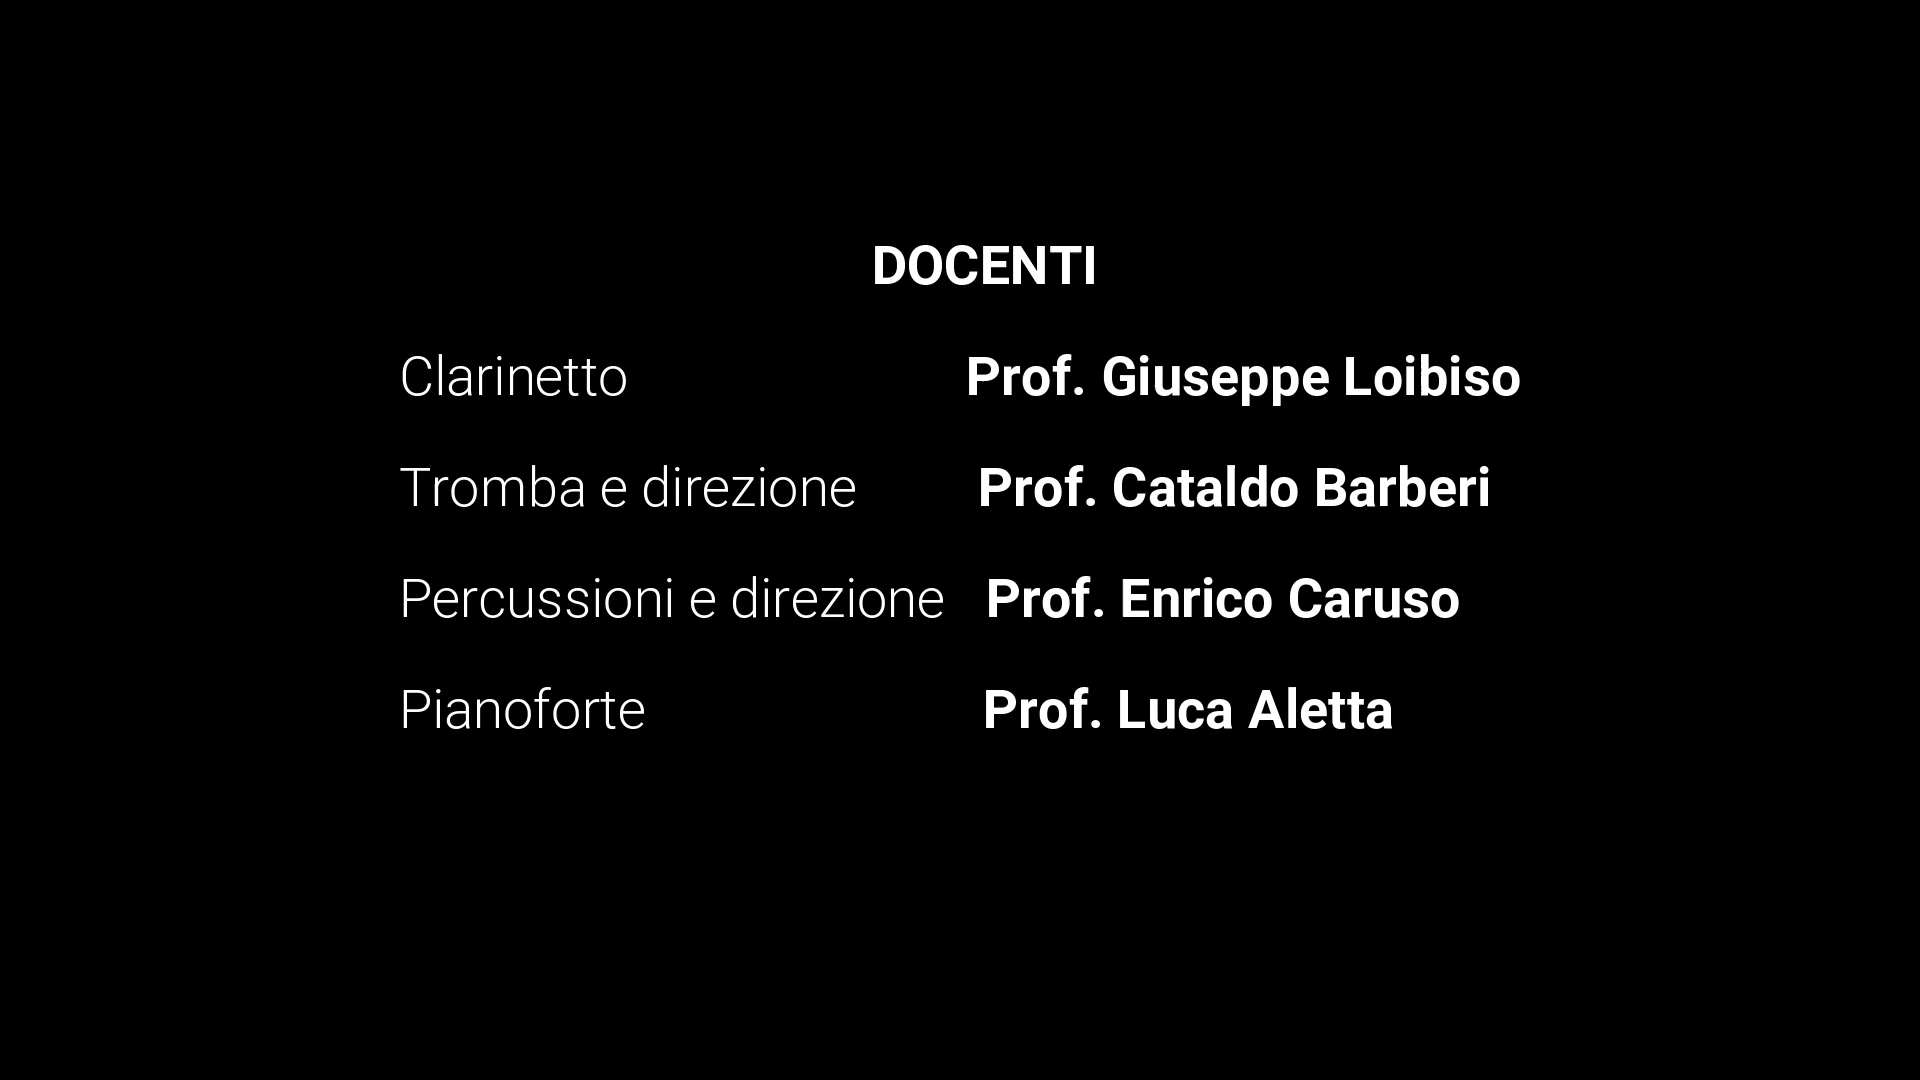 DOCENTI
Clarinetto Prof. Giuseppe Loibiso
Tromba e direzione Prof. Cataldo Barberi
Percussioni e direzione Prof. Enrico Caruso
Pianoforte Prof. Luca Aletta